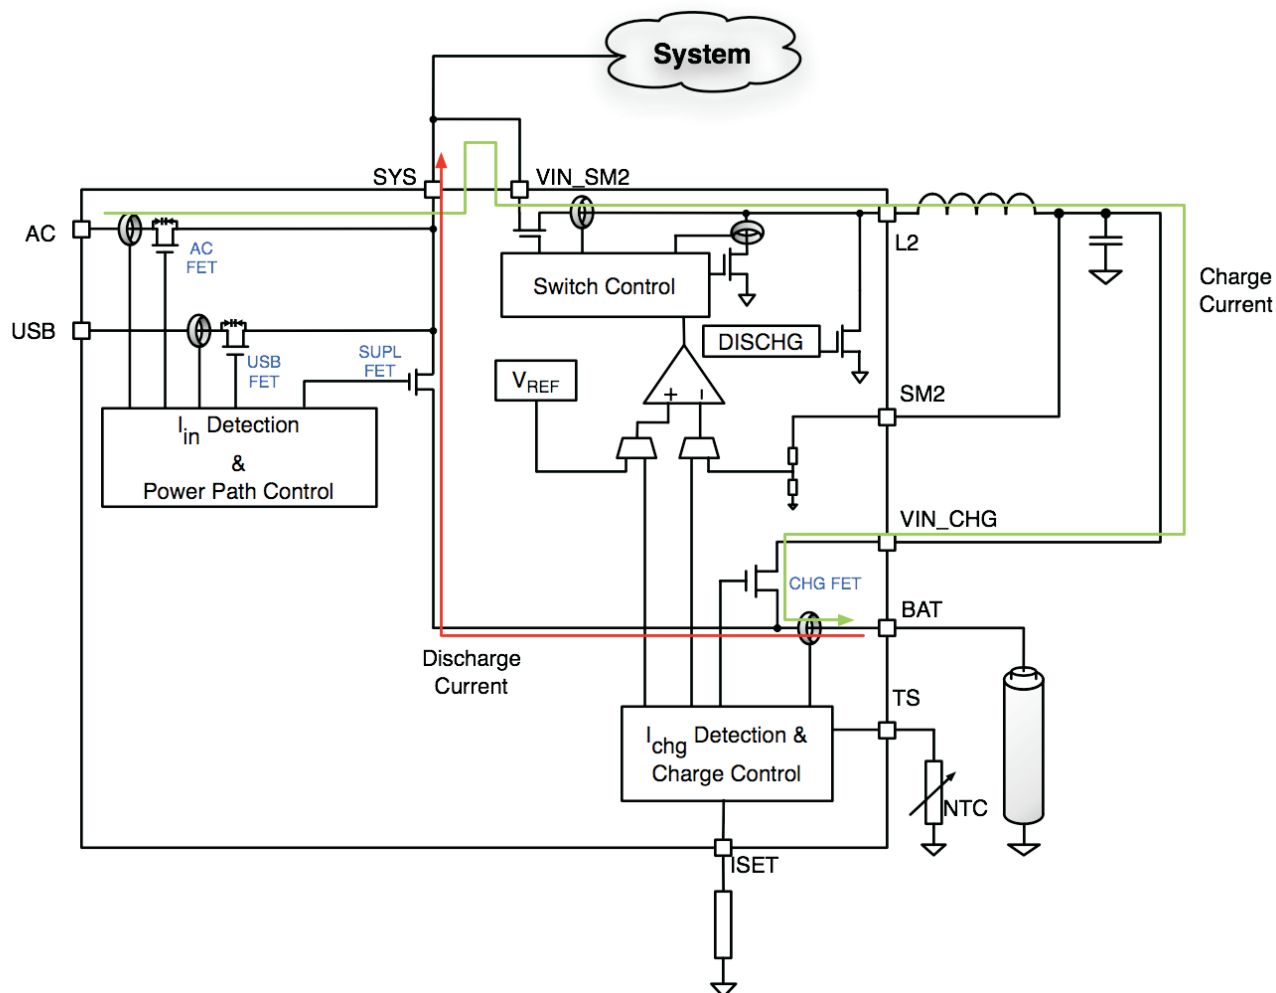 System
SYS
VIN_SM2
AC
AC
FET
L2
Switch Control
Charge
Current
USB
USB
FET
SUPL
FET
DISCHG
VREF
+
–
SM2
Iin Detection
&
Power Path Control
VIN_CHG
CHG FET
BAT
Discharge
Current
TS
Ichg Detection &
Charge Control
NTC
ISET